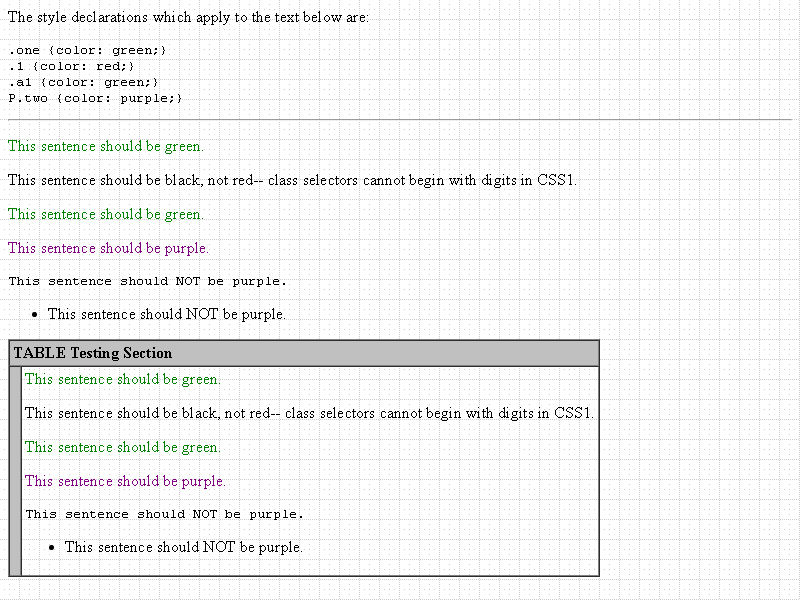 The style declarations which apply to the text below are:
.one {color: green;}
.1 {color: red;}
.a1 {color: green;}
P.two {color: purple;}
This sentence should be green.
This sentence should be black, not red-- class selectors cannot begin with digits in CSS1.
This sentence should be green.
This sentence should be purple.
This sentence should NOT be purple.
• This sentence should NOT be purple.
TABLE Testing Section
This sentence should be green.
This sentence should be black, not red-- class selectors cannot begin with digits in CSS1.
This sentence should be green.
This sentence should be purple.
This sentence should NOT be purple.
• This sentence should NOT be purple.